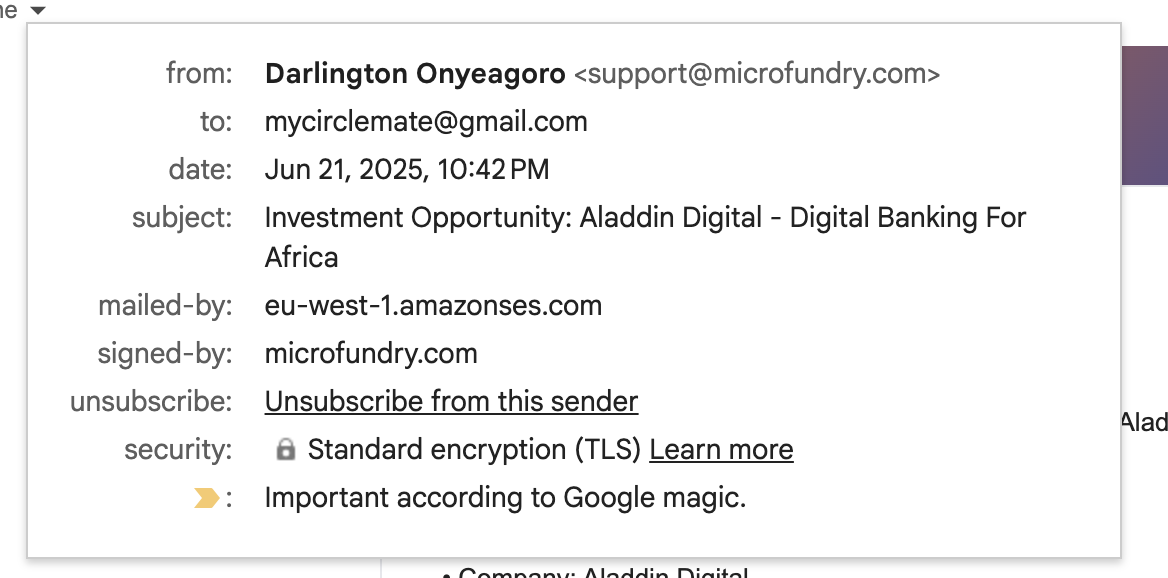 from: Darlington Onyeagoro <support@microfundry.com>
to: mycirclemate@gmail.com
date: Jun 21, 2025, 10:42 PM
subject: Investment Opportunity: Aladdin Digital - Digital Banking For
Africa
mailed-by: eu-west-1.amazonses.com
signed-by: microfundry.com
unsubscribe: Unsubscribe from this sender
security: Standard encryption (TLS) Learn more
: Important according to Google magic.
• Company: Aladdin Digital